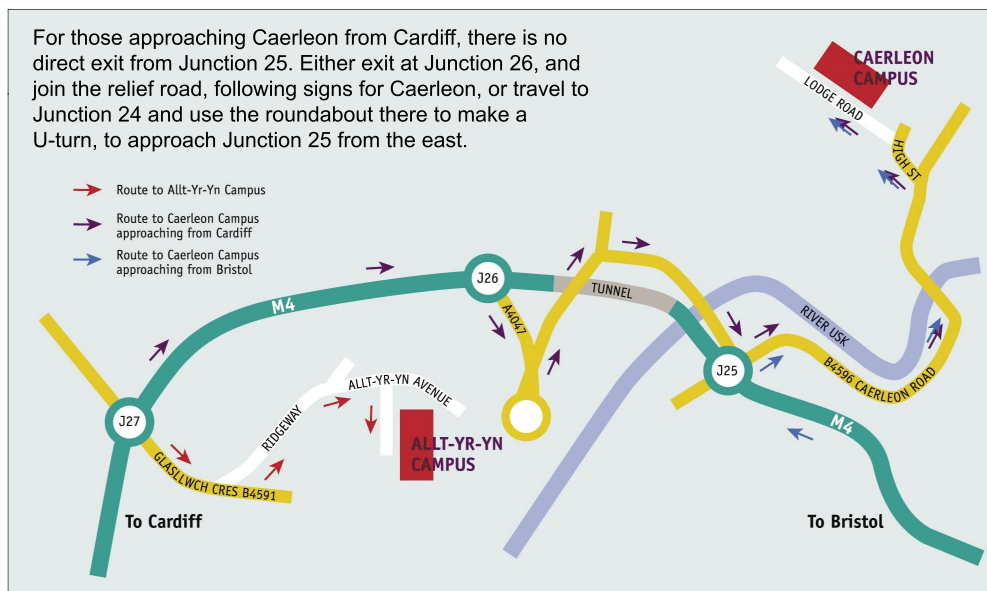 For those approaching Caerleon from Cardiff, there is no
direct exit from Junction 25. Either exit at Junction 26, and
join the relief road, following signs for Caerleon, or travel to
Junction 24 and use the roundabout there to make a
U-turn, to approach Junction 25 from the east.
CAERLEON
CAMPUS
LODGE ROAD
HIGH ST
Route to Allt-Yr-Yn Campus
Route to Caerleon Campus
approaching from Cardiff
Route to Caerleon Campus
approaching from Bristol
J26
M4
TUNNEL
A4047
RIVER USK
J25
B4596 CAERLEON ROAD
ALLT-YR-YN AVENUE
RIDGEWAY
J27
M4
ALLT-YR-YN
CAMPUS
GLASLLWCH CRES B4591
To Cardiff
To Bristol